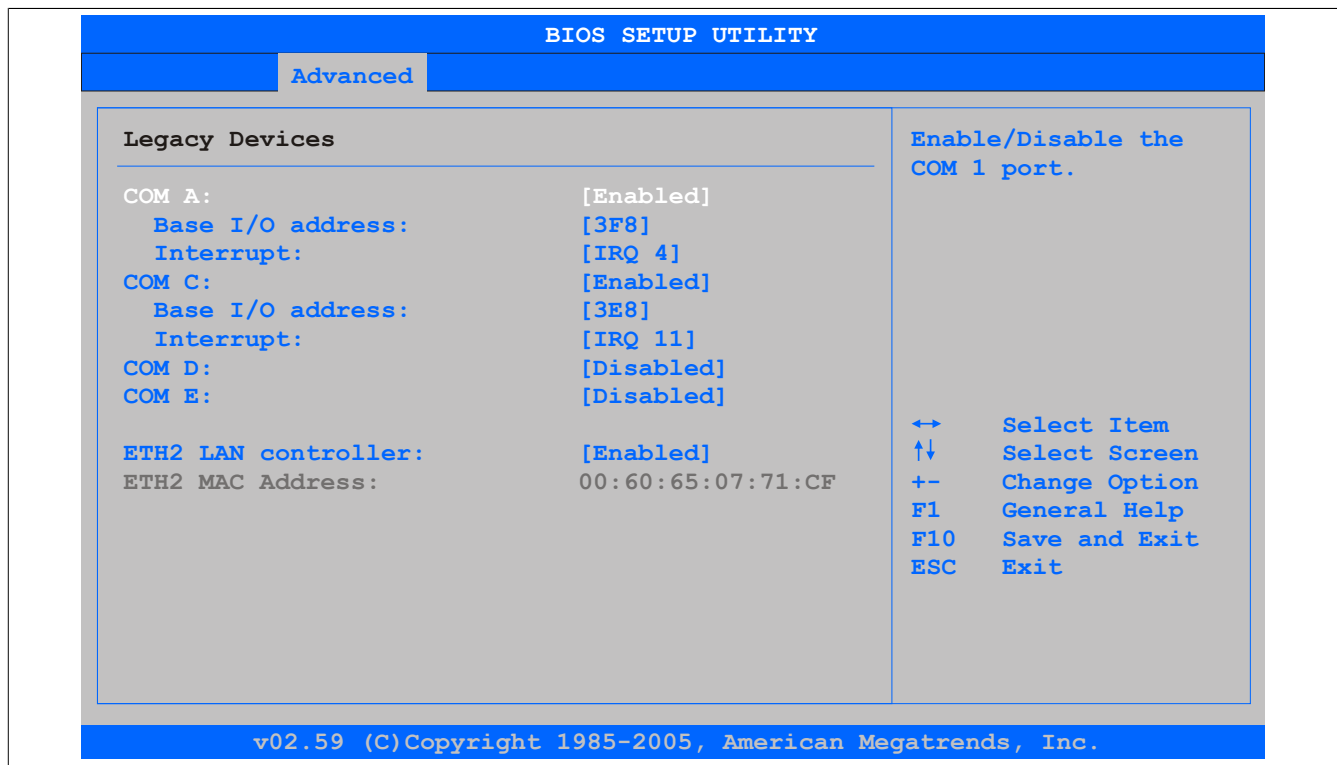 BIOS SETUP UTILITY
Advanced
Legacy Devices
COM A: [Enabled]
Base I/O address: [3F8]
Interrupt: [IRQ 4]
COM C: [Enabled]
Base I/O address: [3E8]
Interrupt: [IRQ 11]
COM D: [Disabled]
COM E: [Disabled]
ETH2 LAN controller: [Enabled]
ETH2 MAC Address: 00:60:65:07:71:CF
Enable/Disable the
COM 1 port.
↔ Select Item
↑↓ Select Screen
+- Change Option
F1 General Help
F10 Save and Exit
ESC Exit
v02.59 (C)Copyright 1985-2005, American Megatrends, Inc.